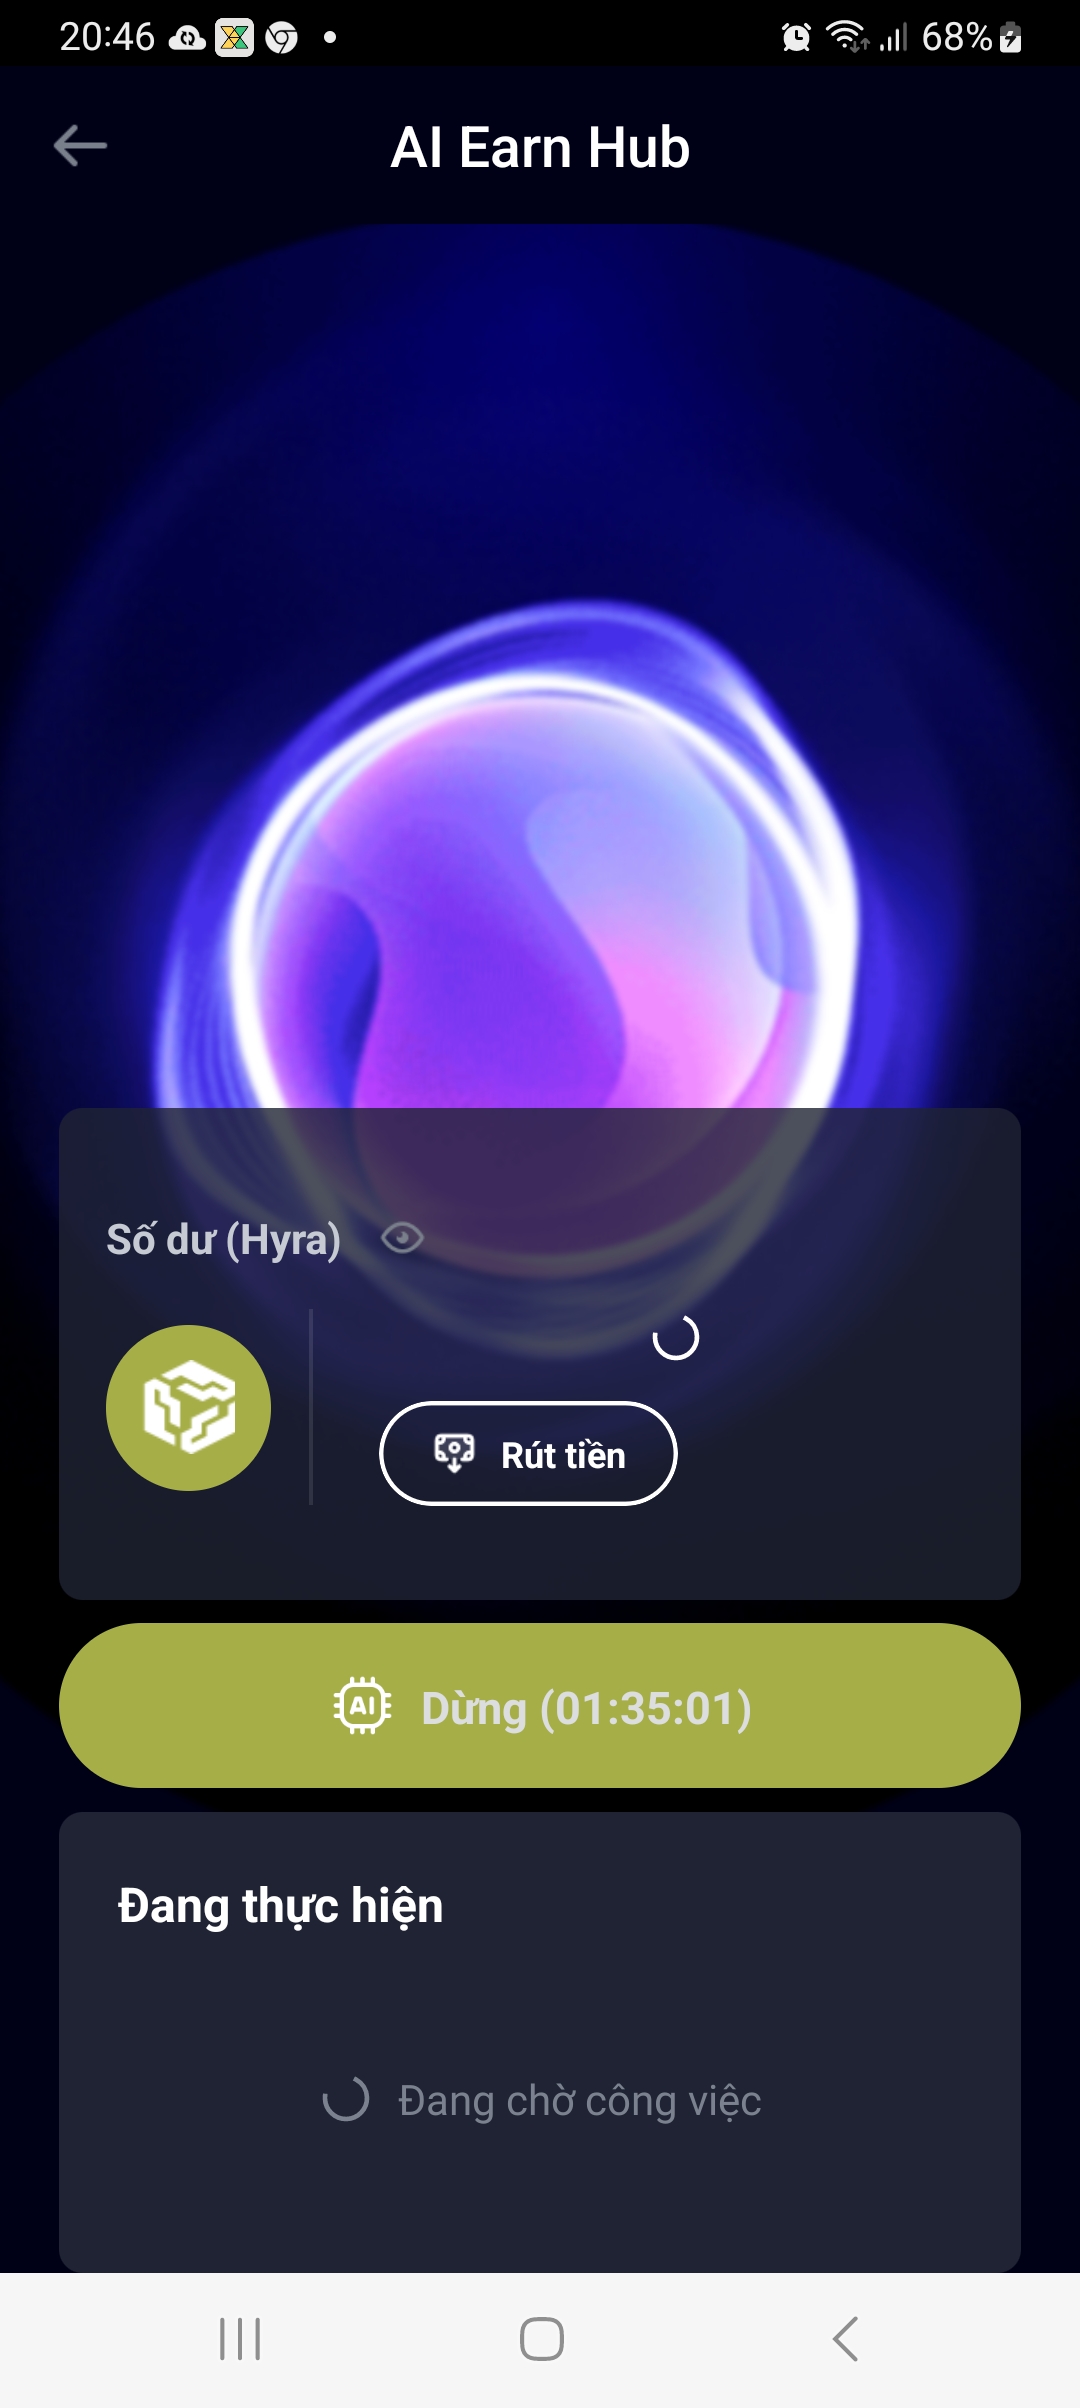 20:46 68%
AI Earn Hub
Số dư (Hyra)
Rút tiền
AI Dừng (01:35:01)
Đang thực hiện
Đang chờ công việc